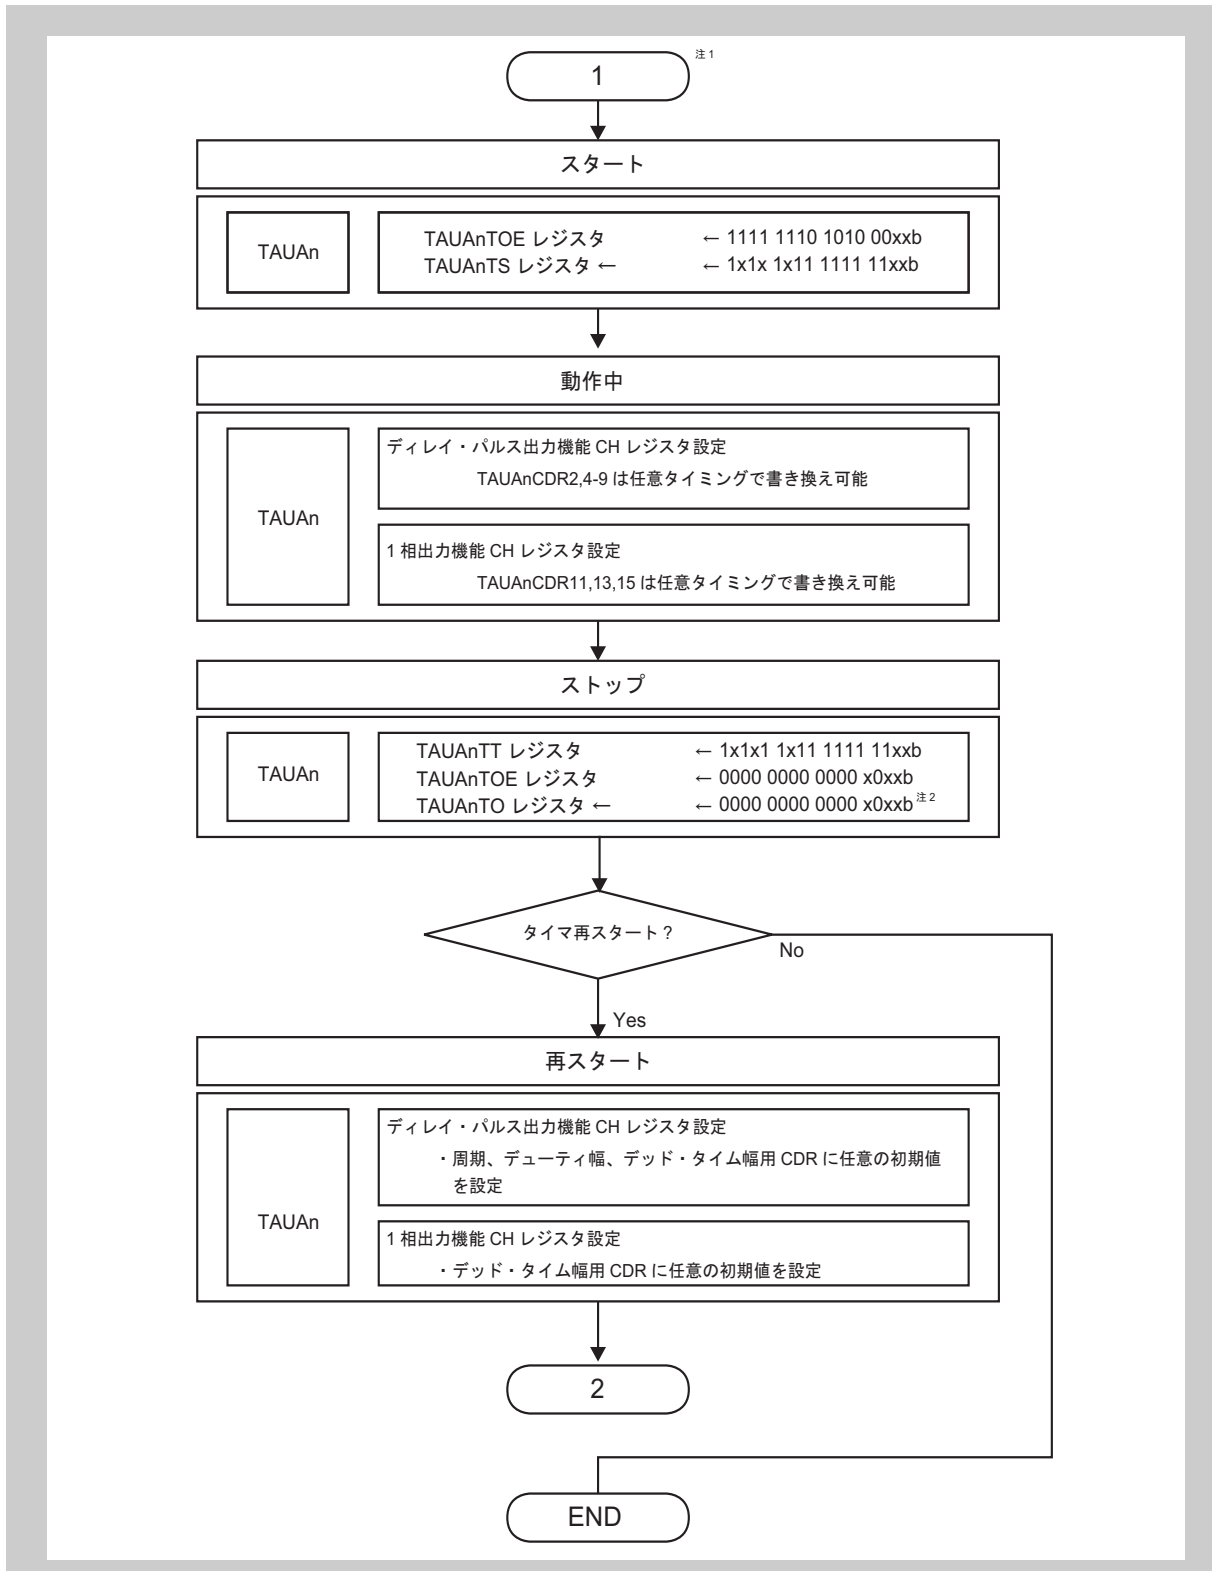 1 注1
スタート
TAUAn
TAUAnTOE レジスタ ← 1111 1110 1010 00xxb
TAUAnTS レジスタ ← ← 1x1x 1x11 1111 11xxb
動作中
TAUAn
ディレイ・パルス出力機能 CH レジスタ設定
TAUAnCDR2,4-9 は任意タイミングで書き換え可能
1 相出力機能 CH レジスタ設定
TAUAnCDR11,13,15 は任意タイミングで書き換え可能
ストップ
TAUAn
TAUAnTT レジスタ ← 1x1x1 1x11 1111 11xxb
TAUAnTOE レジスタ ← 0000 0000 0000 x0xxb
TAUAnTO レジスタ ← ← 0000 0000 0000 x0xxb 注2
タイマ再スタート？
No
Yes
再スタート
TAUAn
ディレイ・パルス出力機能 CH レジスタ設定
・周期、デューティ幅、デッド・タイム幅用 CDR に任意の初期値
を設定
1 相出力機能 CH レジスタ設定
・デッド・タイム幅用 CDR に任意の初期値を設定
2
END